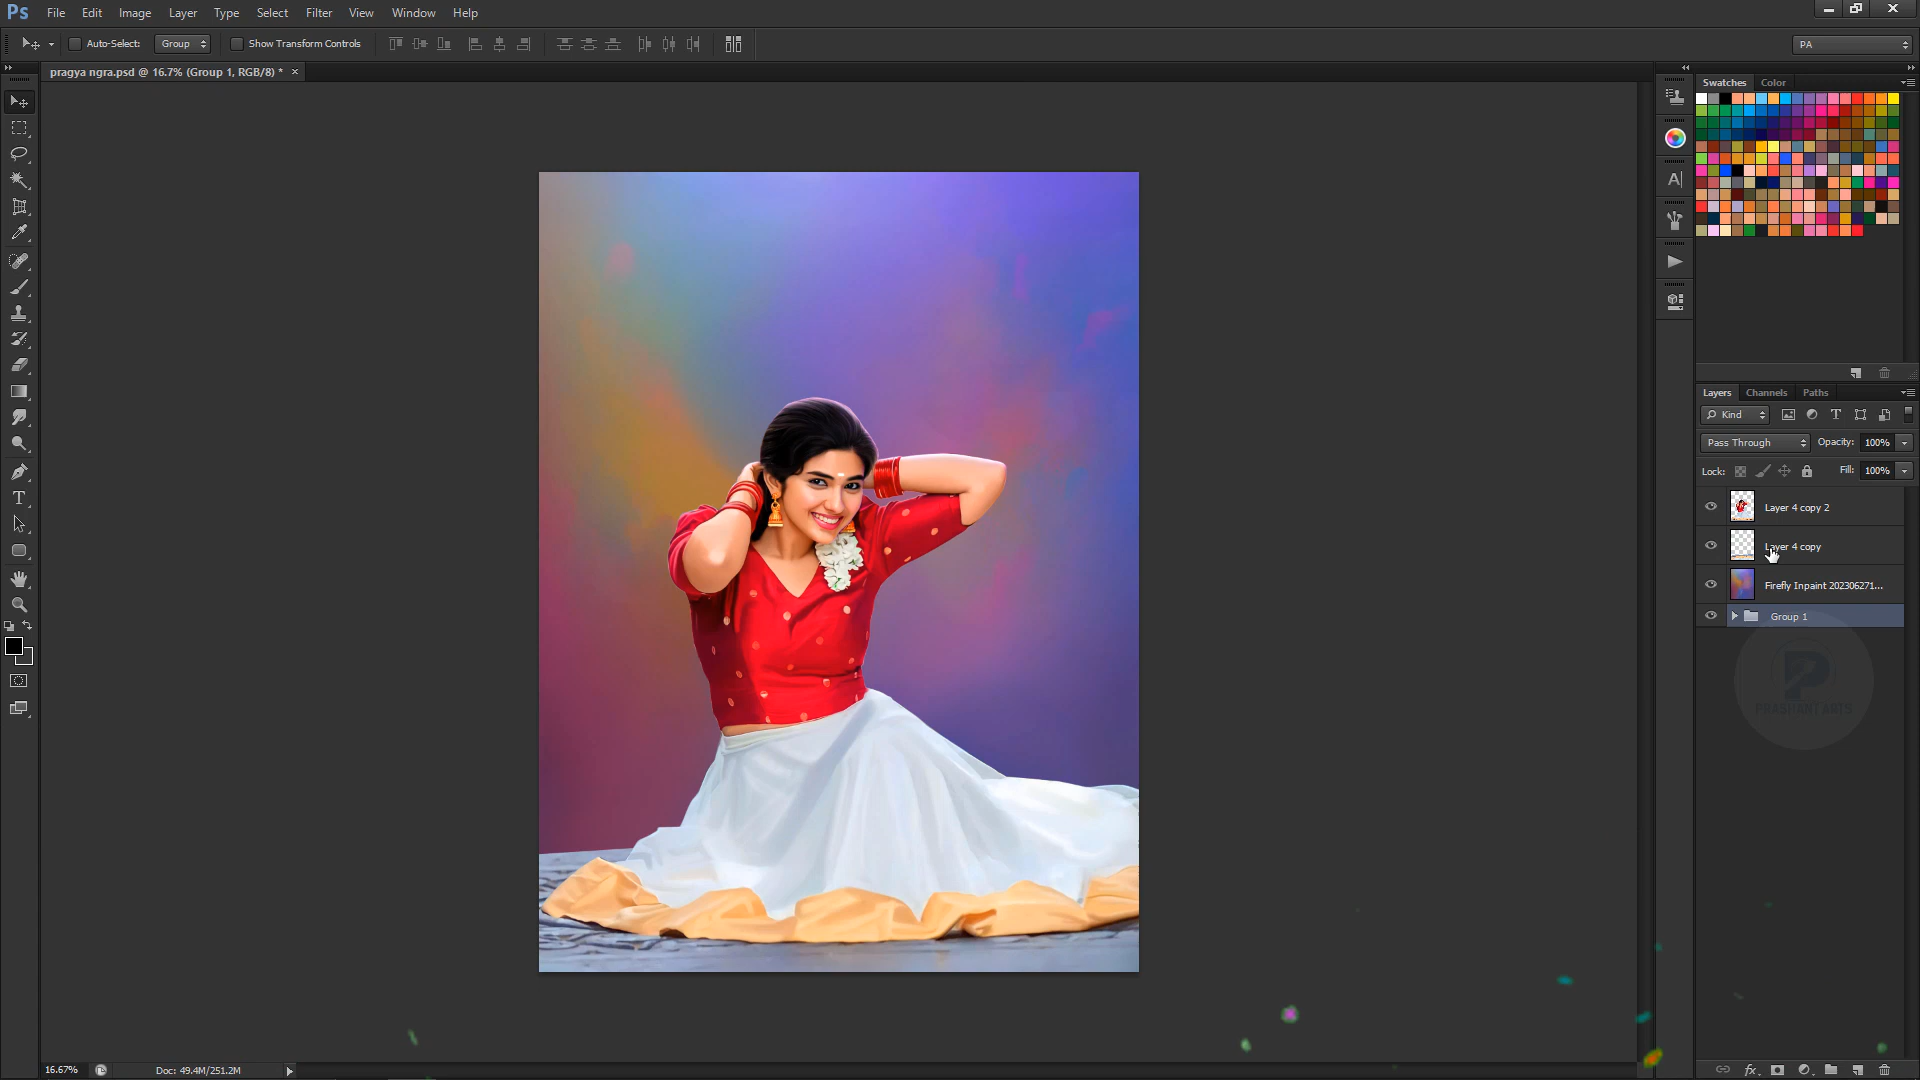 Ps File Edit Image Layer Type Select Filter View Window Help
Auto-Select: Group Show Transform Controls PA
pragya ngra.psd @ 16.7% (Group 1, RGB/8) * ×
Swatches Color
Layers Channels Paths
Kind
Pass Through Opacity: 100%
Lock: Fill: 100%
Layer 4 copy 2
Layer 4 copy
Firefly Inpaint 202306271...
Group 1
PRASHANT ARTS
16.67% Doc: 49.4M/251.2M